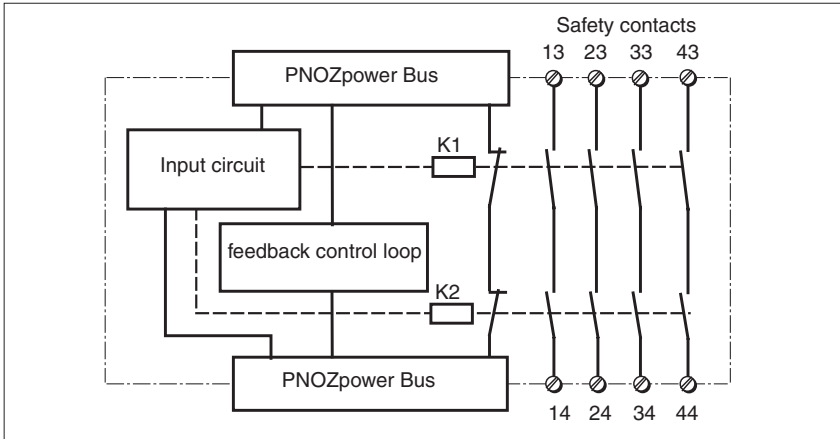 Safety contacts
13 23 33 43
PNOZpower Bus
K1
Input circuit
feedback control loop
K2
PNOZpower Bus
14 24 34 44